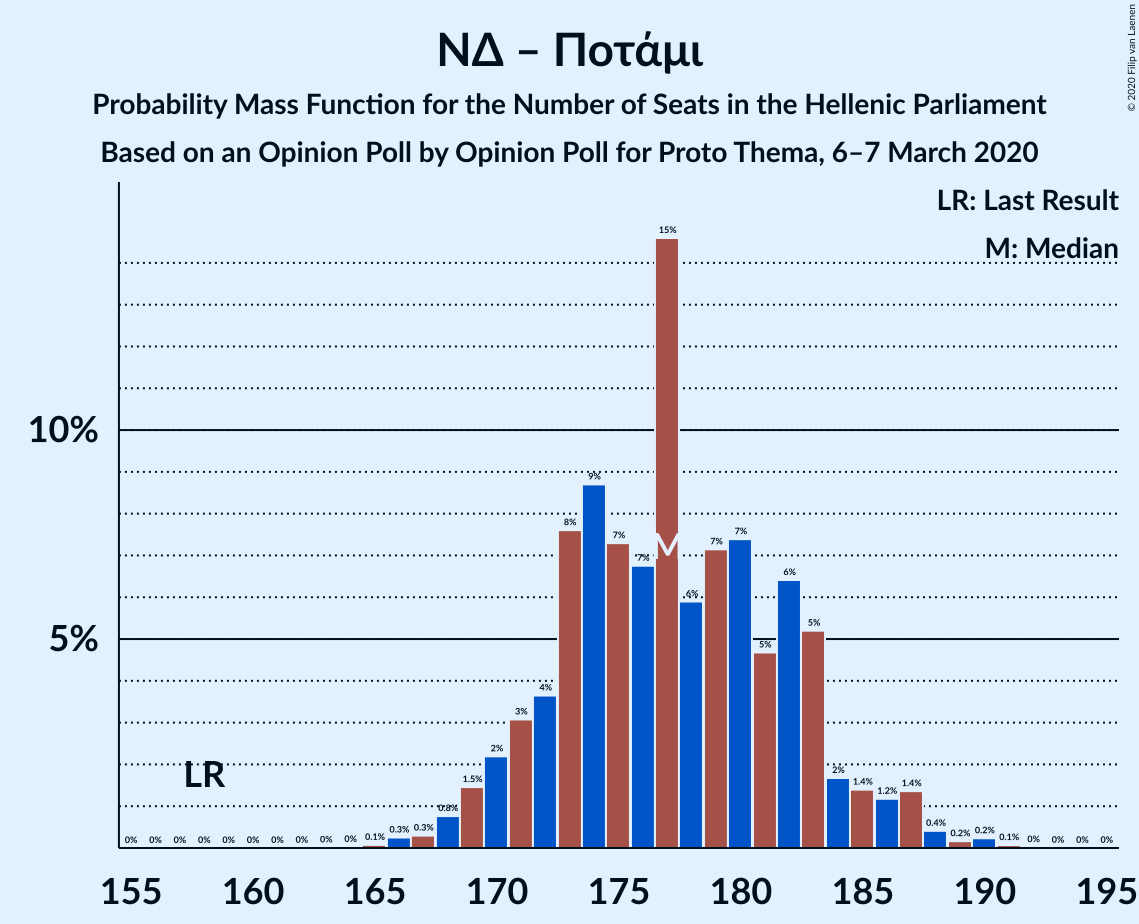 ΝΔ – Ποτάμι
Probability Mass Function for the Number of Seats in the Hellenic Parliament
Based on an Opinion Poll by Opinion Poll for Proto Thema, 6–7 March 2020
© 2020 Filip van Laenen
LR: Last Result
M: Median
10%
5%
LR
M
0% 0% 0% 0% 0% 0% 0% 0% 0% 0% 0.1% 0.3% 0.3% 0.8% 1.5% 2% 3% 4% 8% 9% 7% 7% 15% 6% 7% 7% 5% 6% 5% 2% 1.4% 1.2% 1.4% 0.4% 0.2% 0.2% 0.1% 0% 0% 0% 0%
155 160 165 170 175 180 185 190 195